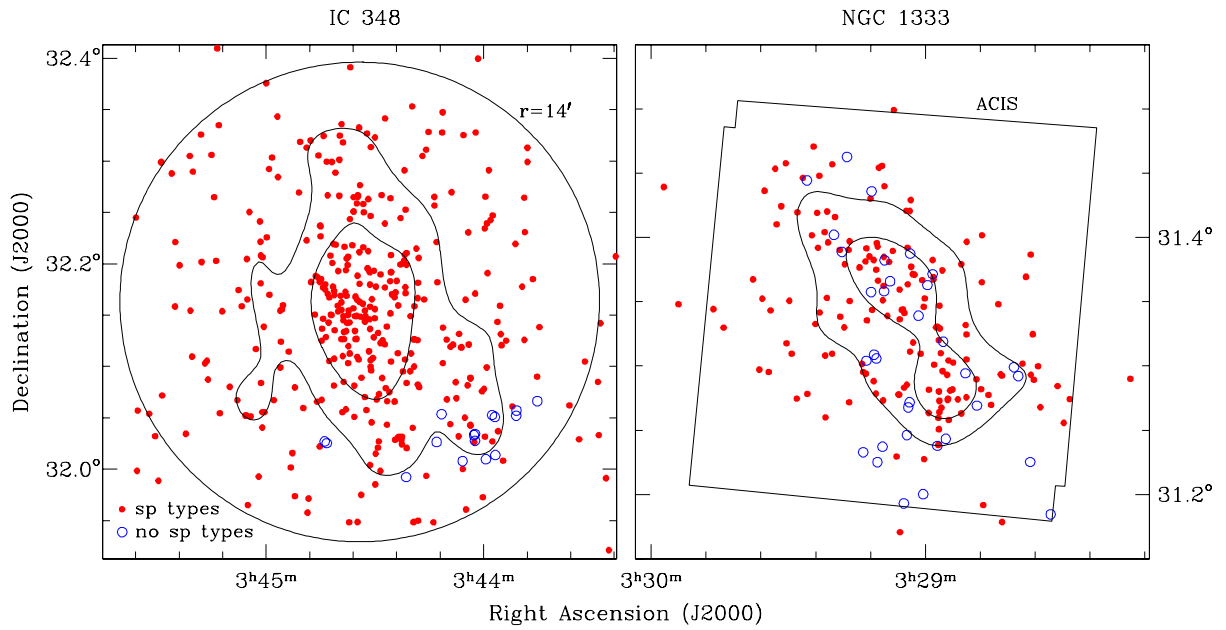 IC 348
NGC 1333
32.4°
r=14′
ACIS
32.2°
31.4°
Declination (J2000)
32.0°
31.2°
sp types
no sp types
3ʰ45ᵐ
3ʰ44ᵐ
3ʰ30ᵐ
3ʰ29ᵐ
Right Ascension (J2000)